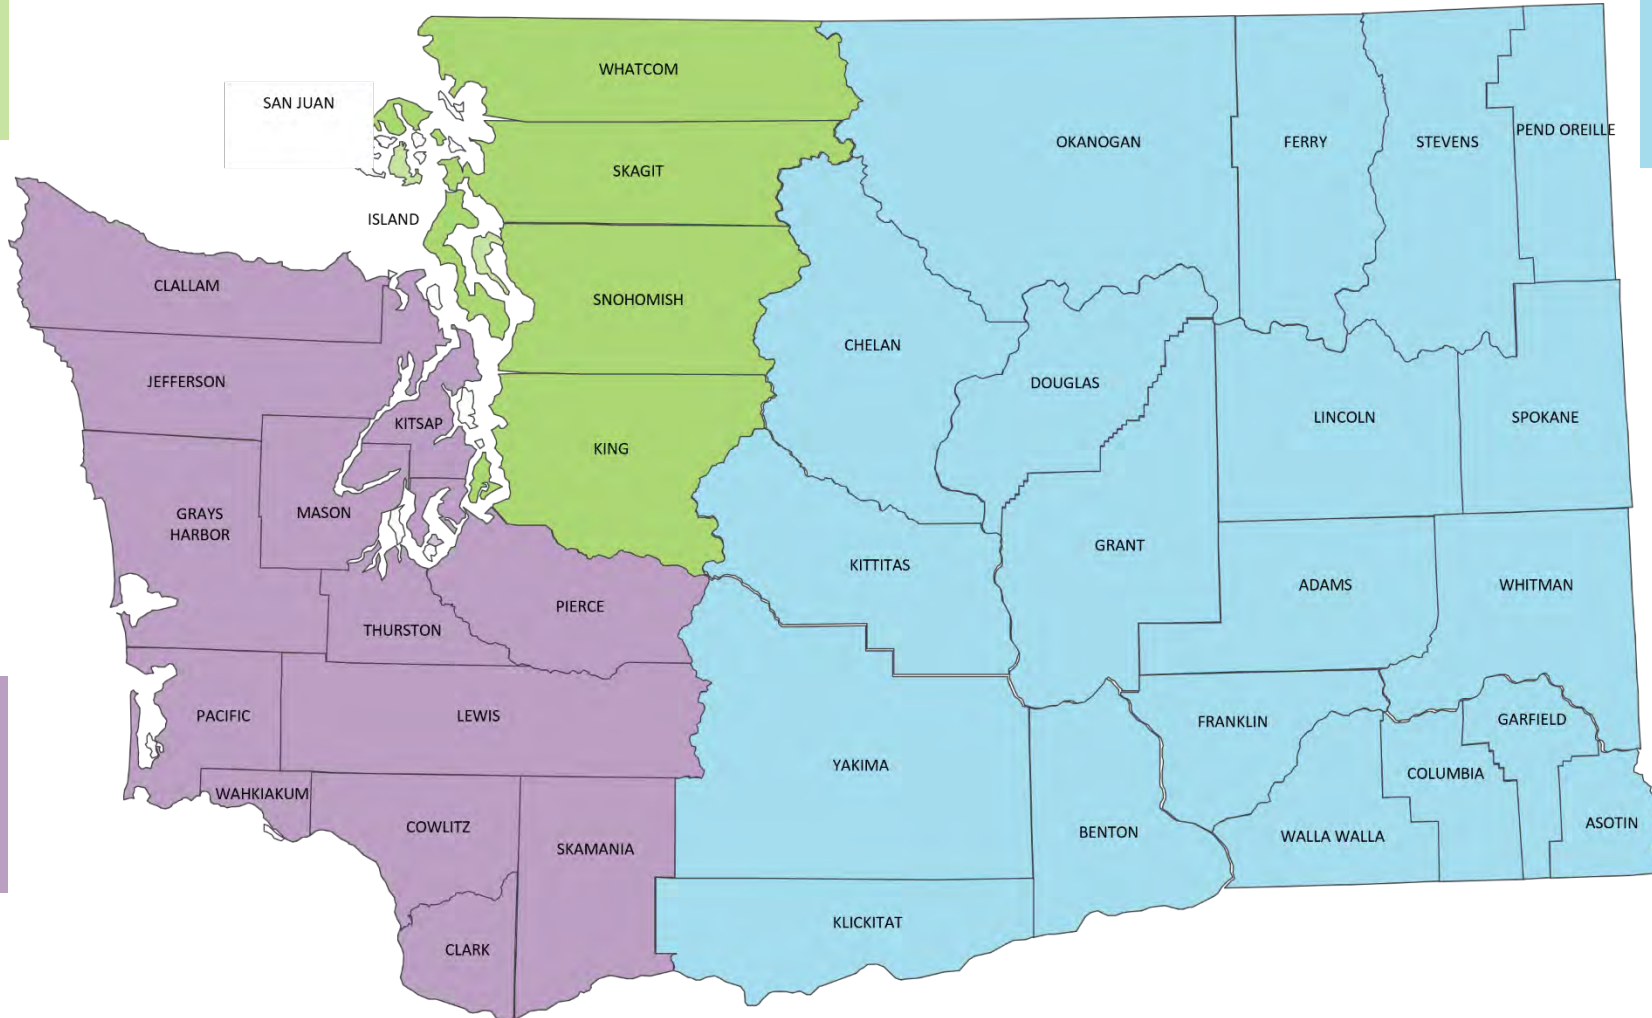 WHATCOM
SAN JUAN
OKANOGAN
FERRY
STEVENS
PEND OREILLE
SKAGIT
ISLAND
CLALLAM
SNOHOMISH
CHELAN
JEFFERSON
DOUGLAS
KITSAP
LINCOLN
SPOKANE
KING
GRAYS
HARBOR
MASON
GRANT
KITTITAS
ADAMS
WHITMAN
PIERCE
THURSTON
PACIFIC
LEWIS
FRANKLIN
GARFIELD
YAKIMA
COLUMBIA
WAHKIAKUM
COWLITZ
BENTON
WALLA WALLA
ASOTIN
SKAMANIA
KLICKITAT
CLARK